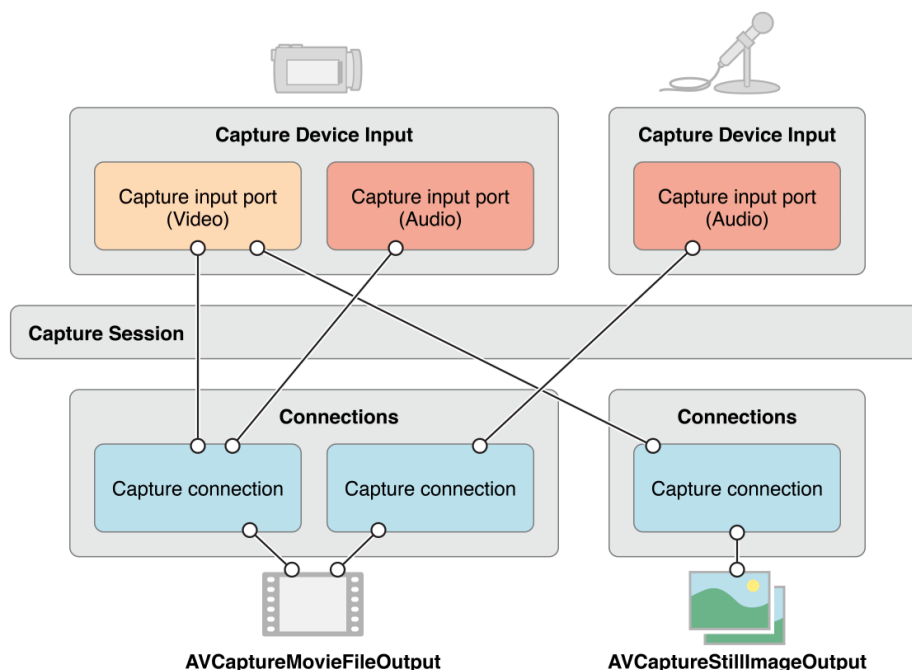 Capture Device Input
Capture input port
(Video)
Capture input port
(Audio)
Capture Device Input
Capture input port
(Audio)
Capture Session
Connections
Capture connection
Capture connection
Connections
Capture connection
AVCaptureMovieFileOutput
AVCaptureStillImageOutput